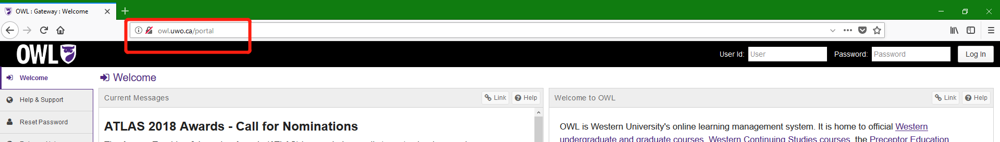 OWL : Gateway : Welcome
owl.uwo.ca/portal
OWL
User Id: User Password: Password Log In
Welcome
Welcome
Help & Support
Current Messages Link Help
Welcome to OWL Link Help
Reset Password
ATLAS 2018 Awards - Call for Nominations
OWL is Western University's online learning management system. It is home to official Western
undergraduate and graduate courses, Western Continuing Studies courses, the Preceptor Education